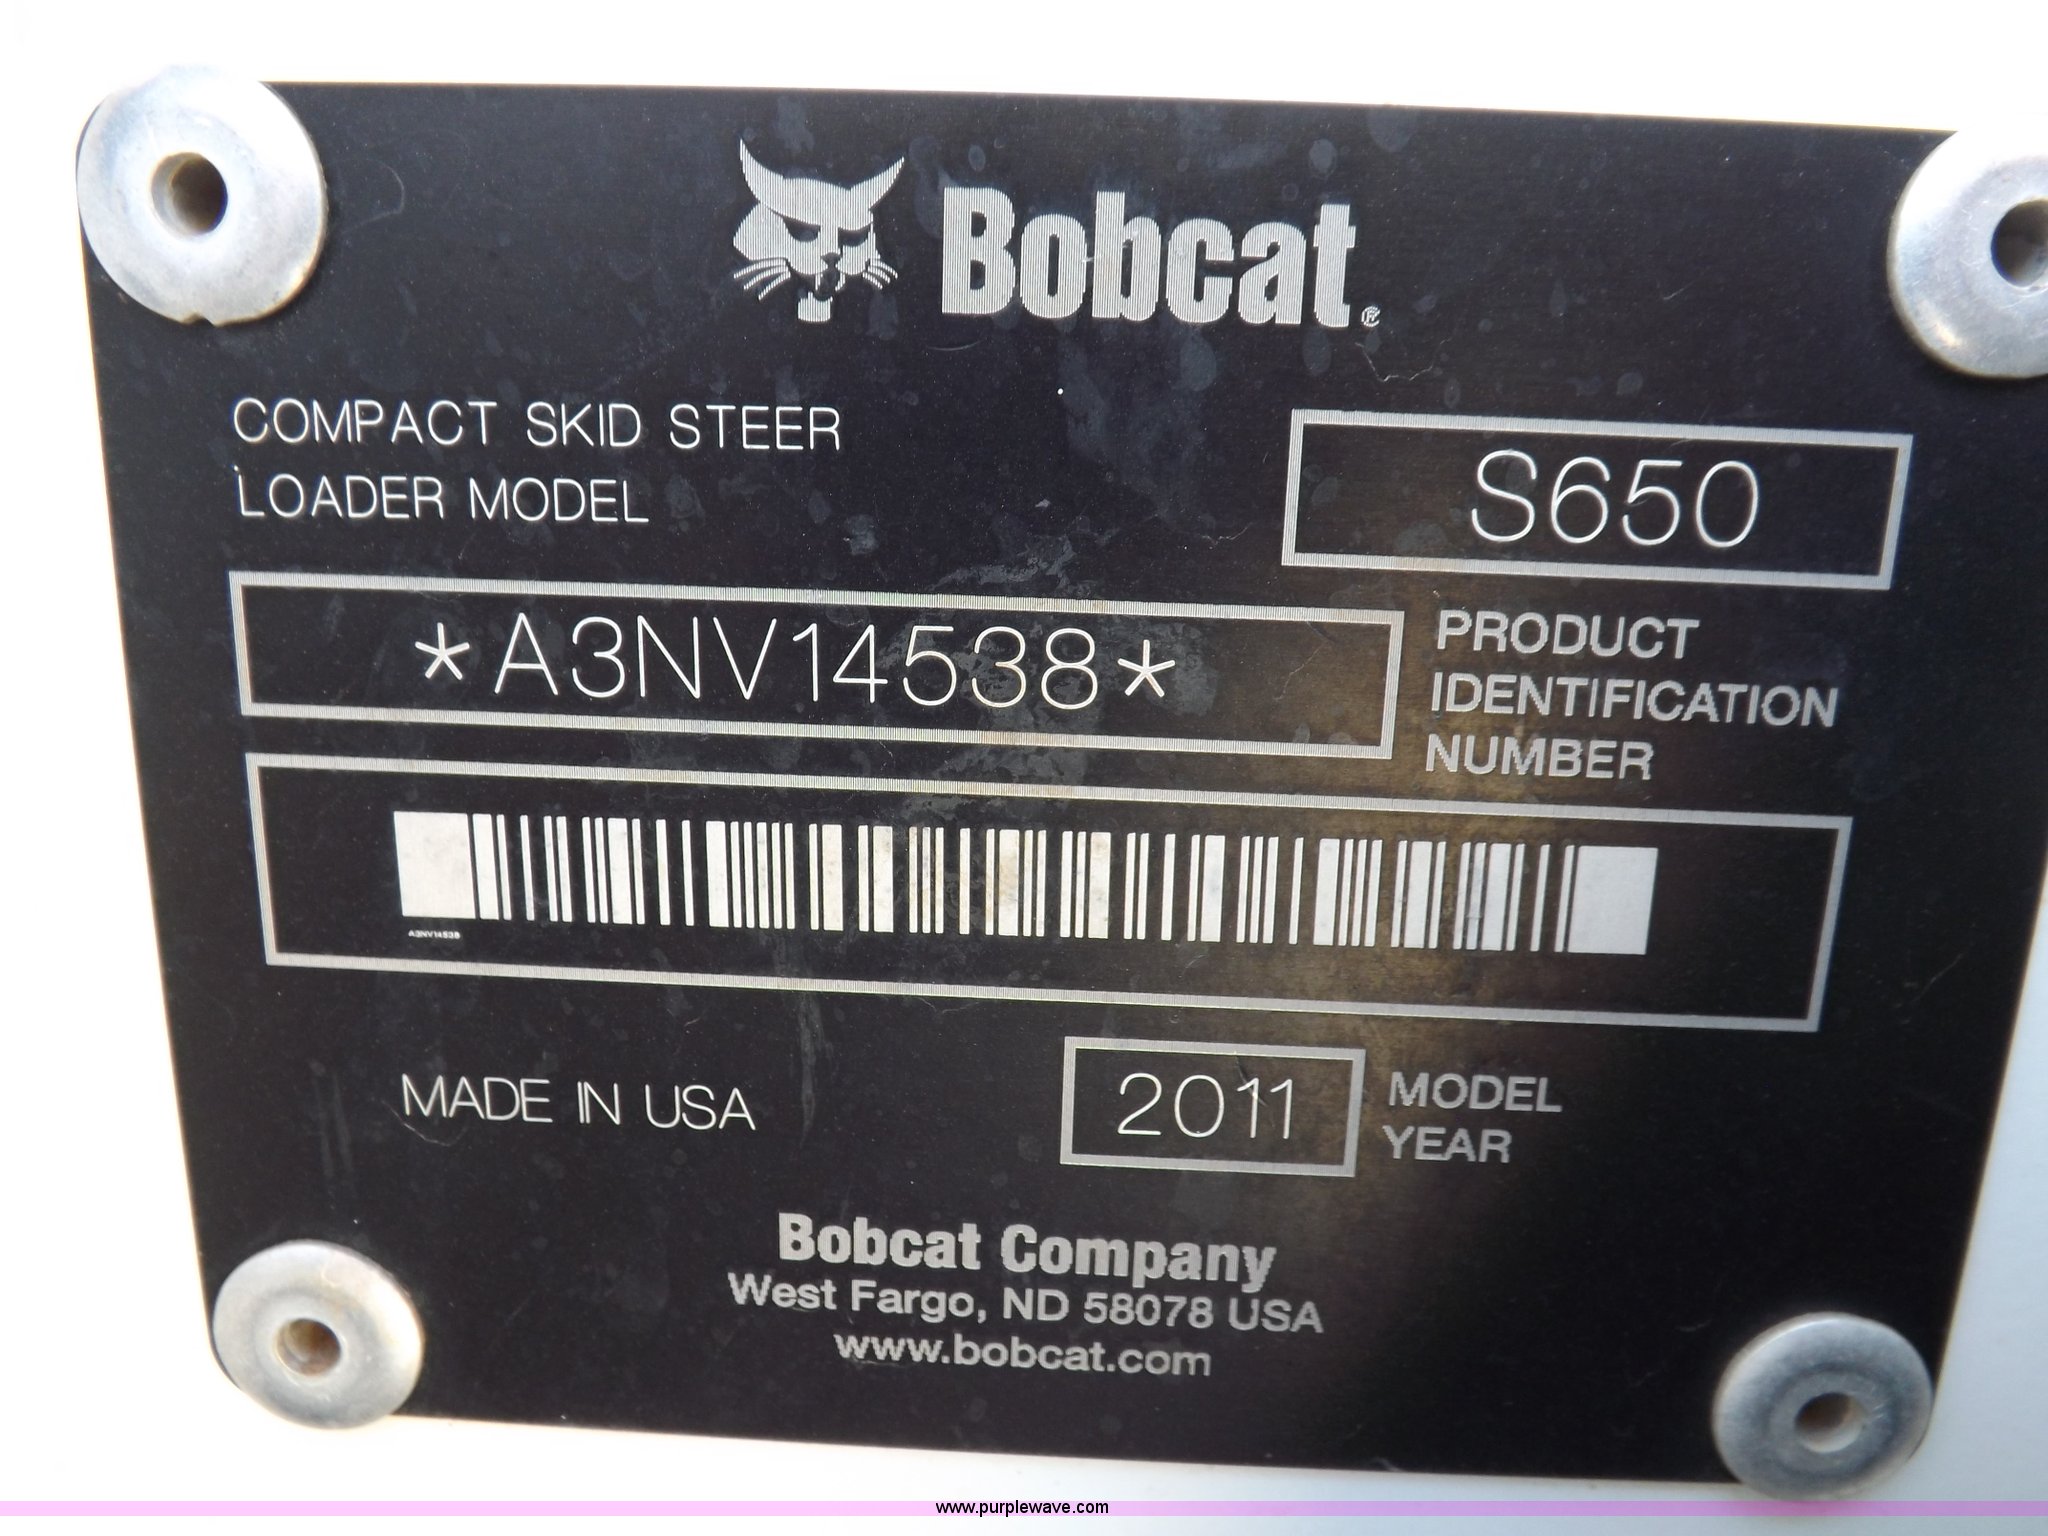 Bobcat®
COMPACT SKID STEER
LOADER MODEL
S650
*A3NV14538*
PRODUCT
IDENTIFICATION
NUMBER
A3NV14538
MADE IN USA
2011
MODEL
YEAR
Bobcat Company
West Fargo, ND 58078 USA
www.bobcat.com
www.purplewave.com